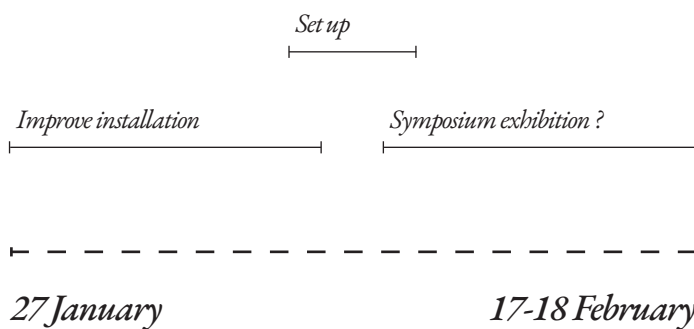 Set up
Improve installation
Symposium exhibition ?
27 January
17-18 February